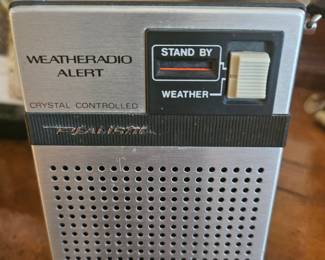 WEATHERADIO
ALERT
CRYSTAL CONTROLLED
STAND BY
WEATHER
REALISTIC